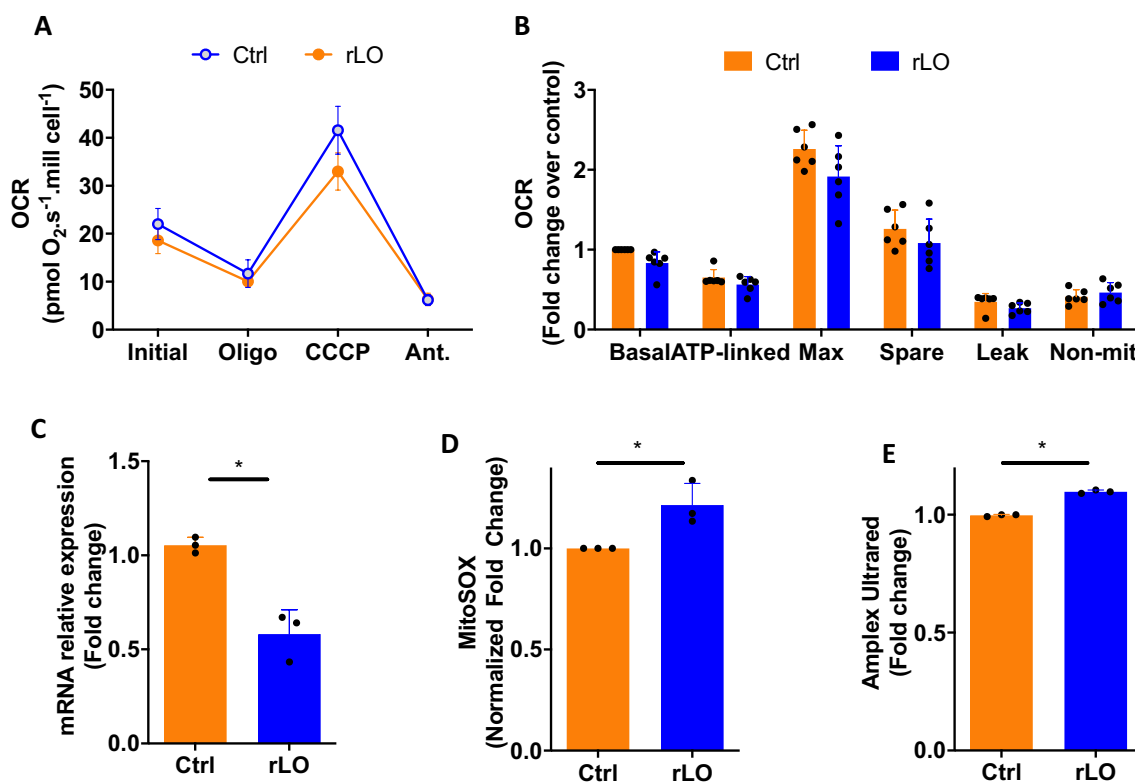 A
Ctrl
rLO
OCR
(pmol O₂.s⁻¹.mill cell⁻¹)
50
40
30
20
10
0
Initial Oligo CCCP Ant.
B
Ctrl
rLO
OCR
(Fold change over control)
3
2
1
0
Basal ATP-linked Max Spare Leak Non-mit
C
mRNA relative expression
(Fold change)
1.5
1.0
0.5
0.0
*
Ctrl rLO
D
MitoSOX
(Normalized Fold Change)
1.0
0.0
*
Ctrl rLO
E
Amplex Ultrared
(Fold change)
1.0
0.5
0.0
*
Ctrl rLO